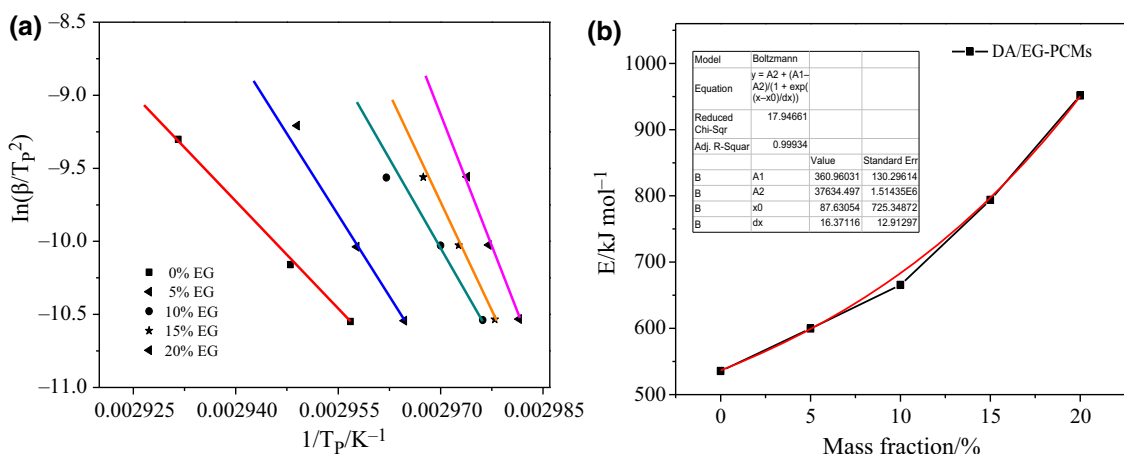 (a)
ln(β/T_P^2)
−8.5
−9.0
−9.5
−10.0
−10.5
−11.0
0% EG
5% EG
10% EG
15% EG
20% EG
0.002925 0.002940 0.002955 0.002970 0.002985
1/T_P/K^−1
(b)
E/kJ mol^−1
1000
900
800
700
600
500
DA/EG-PCMs
Model Boltzmann
Equation y = A2 + (A1–
A2)/(1 + exp(
(x–x0)/dx))
Reduced 17.94661
Chi-Sqr
Adj. R-Squar 0.99934
Value Standard Err
B A1 360.96031 130.29614
B A2 37634.497 1.51435E6
B x0 87.63054 725.34872
B dx 16.37116 12.91297
0 5 10 15 20
Mass fraction/%